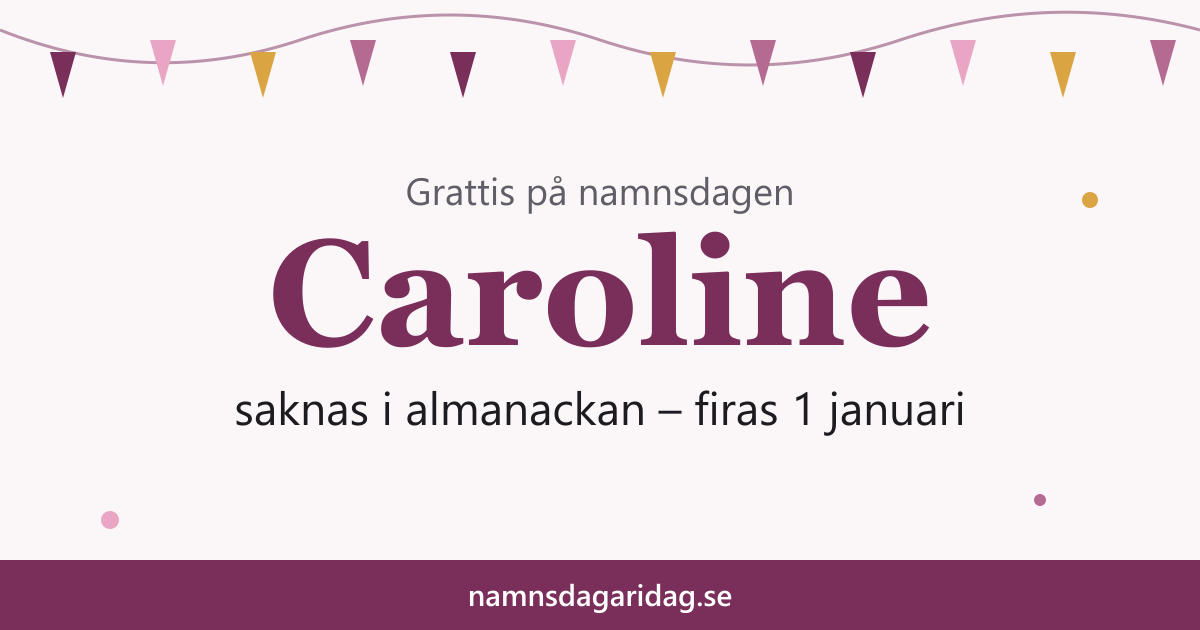 Grattis på namnsdagen
Caroline
saknas i almanackan – firas 1 januari
namnsdagaridag.se